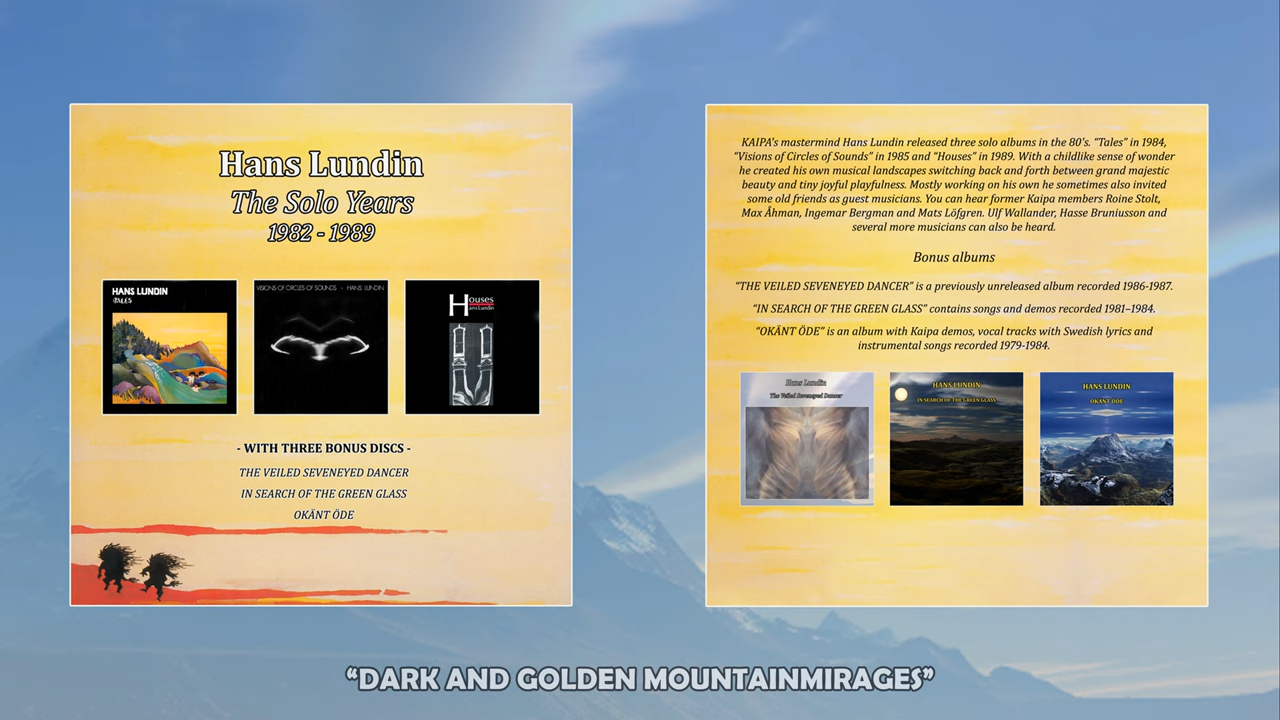 Hans Lundin
The Solo Years
1982 - 1989
HANS LUNDIN
TALES
VISIONS OF CIRCLES OF SOUNDS - HANS LUNDIN
Houses
- WITH THREE BONUS DISCS -
THE VEILED SEVENEYED DANCER
IN SEARCH OF THE GREEN GLASS
OKÄNT ÖDE
KAIPA's mastermind Hans Lundin released three solo albums in the 80's. “Tales” in 1984,
“Visions of Circles of Sounds” in 1985 and “Houses” in 1989. With a childlike sense of wonder
he created his own musical landscapes switching back and forth between grand majestic
beauty and tiny joyful playfulness. Mostly working on his own he sometimes also invited
some old friends as guest musicians. You can hear former Kaipa members Roine Stolt,
Max Åhman, Ingemar Bergman and Mats Löfgren. Ulf Wallander, Hasse Bruniusson and
several more musicians can also be heard.
Bonus albums
“THE VEILED SEVENEYED DANCER” is a previously unreleased album recorded 1986-1987.
“IN SEARCH OF THE GREEN GLASS” contains songs and demos recorded 1981–1984.
“OKÄNT ÖDE” is an album with Kaipa demos, vocal tracks with Swedish lyrics and
instrumental songs recorded 1979-1984.
Hans Lundin
The Veiled Seveneyed Dancer
HANS LUNDIN
IN SEARCH OF THE GREEN GLASS
HANS LUNDIN
OKÄNT ÖDE
“DARK AND GOLDEN MOUNTAINMIRAGES”